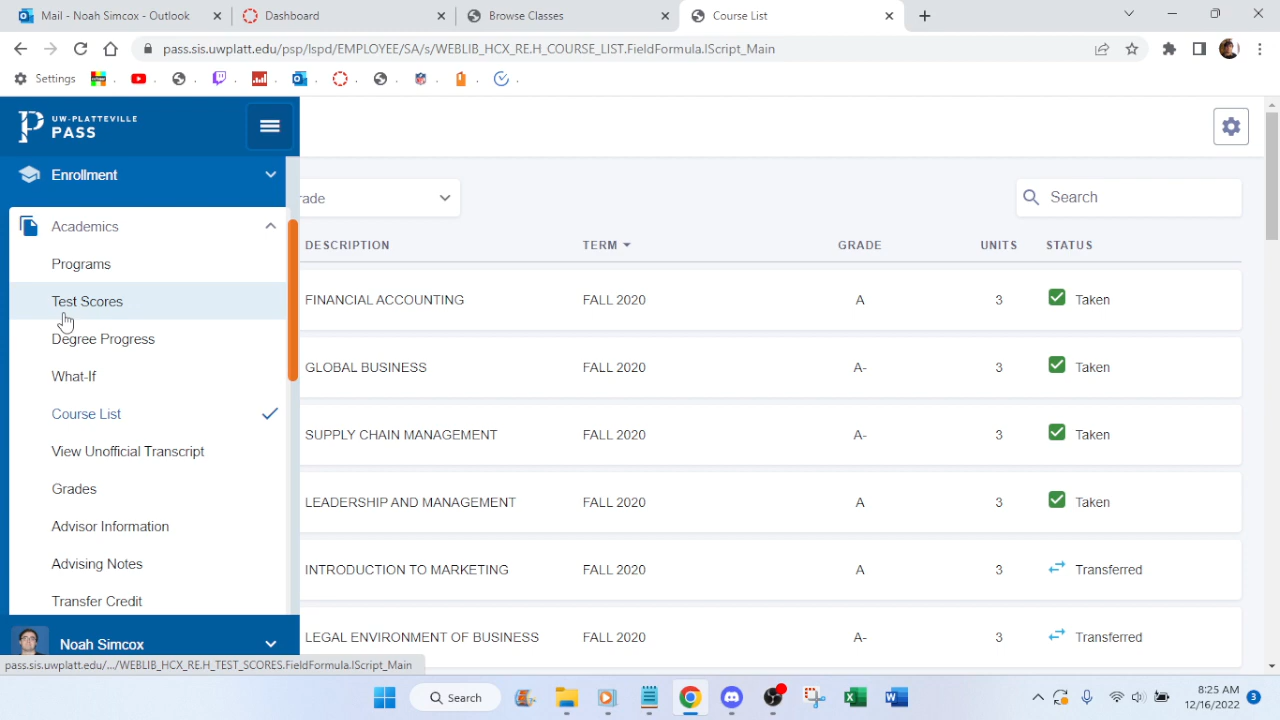 Mail - Noah Simcox - Outlook
Dashboard
Browse Classes
Course List
pass.sis.uwplatt.edu/psp/lspd/EMPLOYEE/SA/s/WEBLIB_HCX_RE.H_COURSE_LIST.FieldFormula.IScript_Main
Settings
UW-PLATTEVILLE
PASS
Enrollment
Academics
Programs
Test Scores
Degree Progress
What-If
Course List
View Unofficial Transcript
Grades
Advisor Information
Advising Notes
Transfer Credit
Noah Simcox
pass.sis.uwplatt.edu/.../WEBLIB_HCX_RE.H_TEST_SCORES.FieldFormula.IScript_Main
rade
Search
DESCRIPTION TERM GRADE UNITS STATUS
FINANCIAL ACCOUNTING FALL 2020 A 3 Taken
GLOBAL BUSINESS FALL 2020 A- 3 Taken
SUPPLY CHAIN MANAGEMENT FALL 2020 A- 3 Taken
LEADERSHIP AND MANAGEMENT FALL 2020 A 3 Taken
INTRODUCTION TO MARKETING FALL 2020 A 3 Transferred
LEGAL ENVIRONMENT OF BUSINESS FALL 2020 A- 3 Transferred
Search
8:25 AM
12/16/2022
3